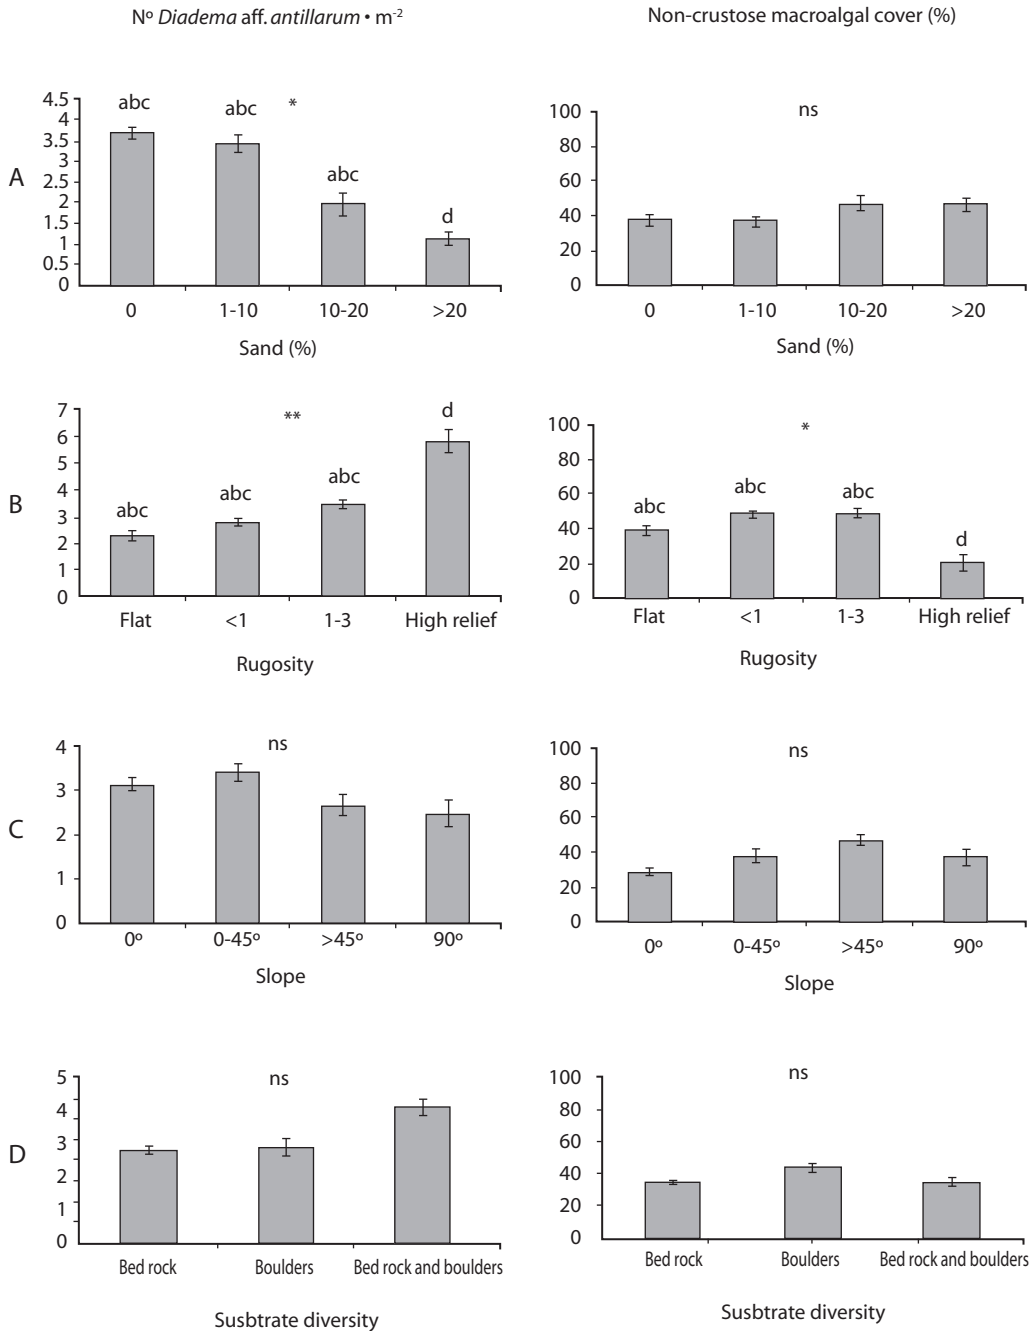 Nº Diadema aff. antillarum • m-2
Non-crustose macroalgal cover (%)
A
4.5
4
3.5
3
2.5
2
1.5
1
0.5
0
abc
abc
*
abc
d
0 1-10 10-20 >20
Sand (%)
100
80
60
40
20
0
ns
0 1-10 10-20 >20
Sand (%)
B
7
6
5
4
3
2
1
0
abc
abc
**
abc
d
Flat <1 1-3 High relief
Rugosity
100
80
60
40
20
0
abc
abc
*
abc
d
Flat <1 1-3 High relief
Rugosity
C
4
3
2
1
0
ns
0º 0-45º >45º 90º
Slope
100
80
60
40
20
0
ns
0º 0-45º >45º 90º
Slope
D
5
4
3
2
1
0
ns
Bed rock Boulders Bed rock and boulders
Susbtrate diversity
100
80
60
40
20
0
ns
Bed rock Boulders Bed rock and boulders
Susbtrate diversity